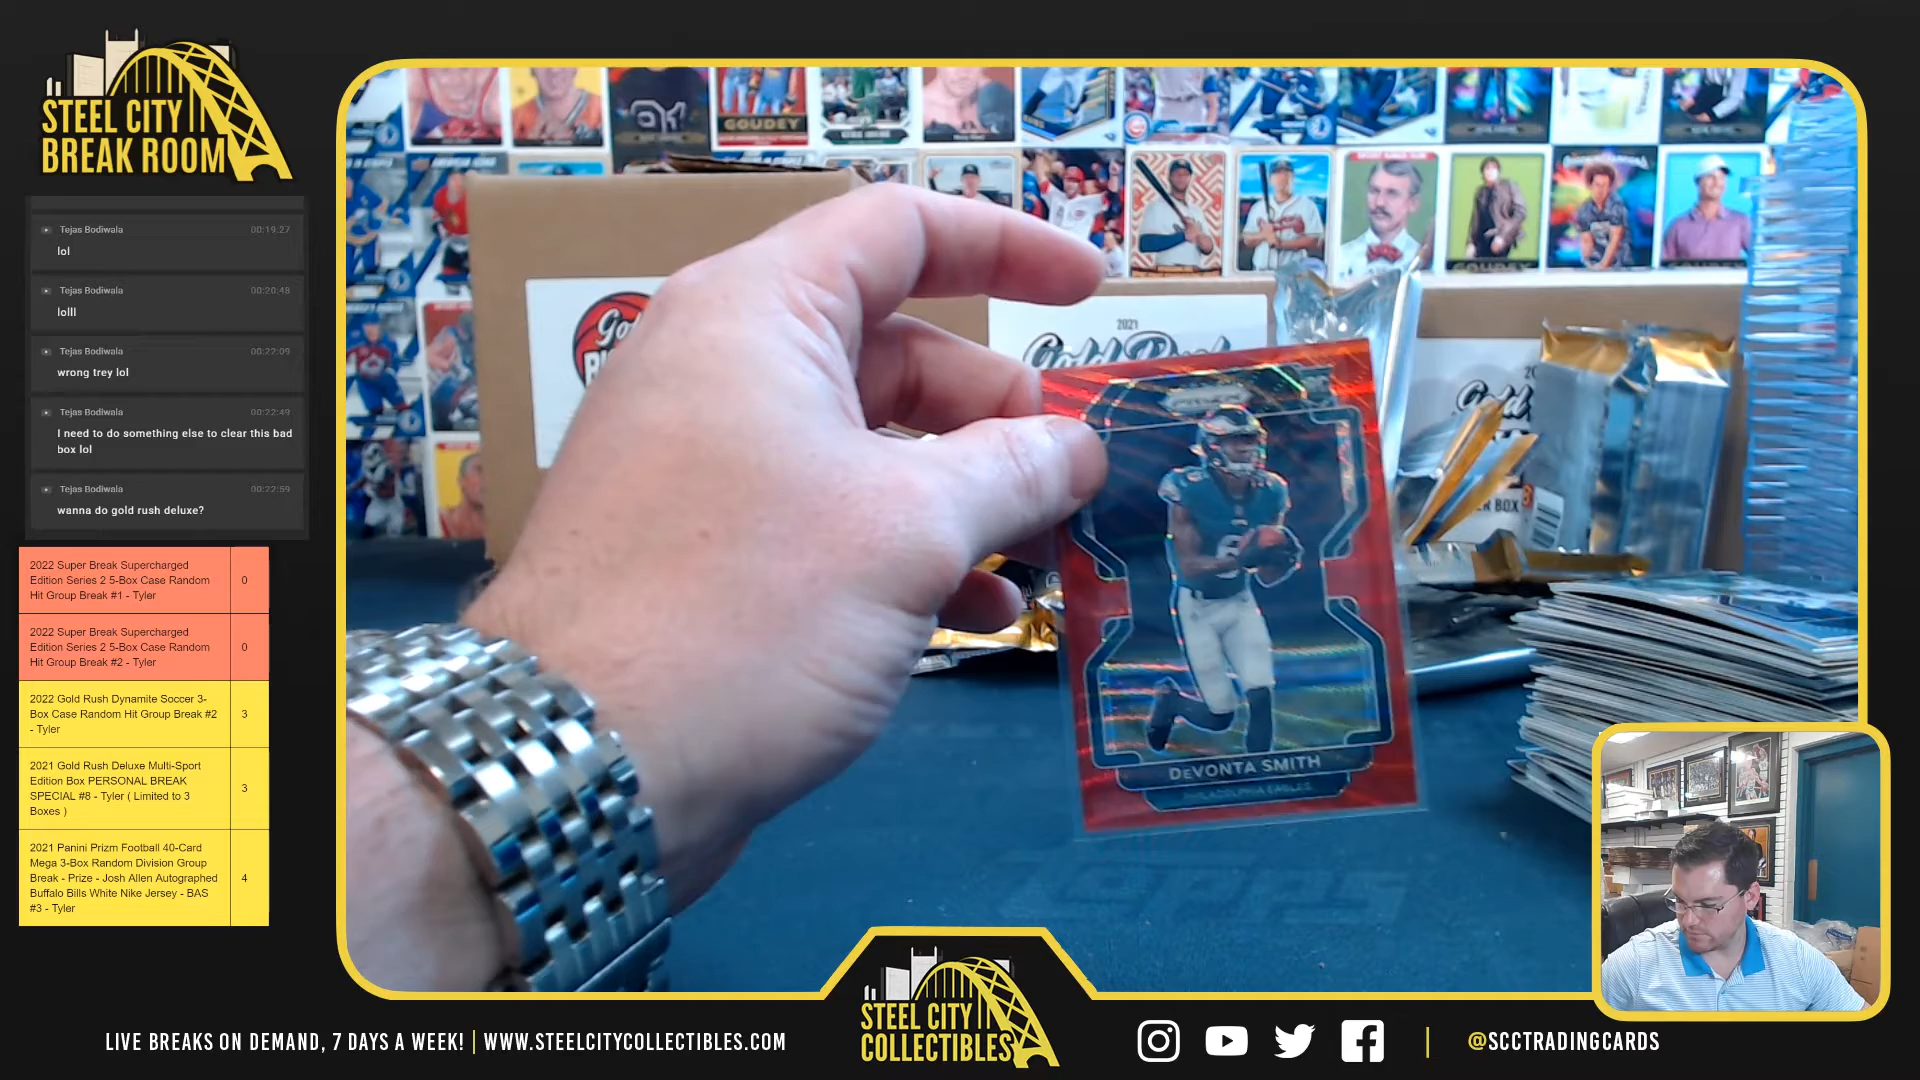 STEEL CITY
BREAK ROOM
Tejas Bodiwala 00:19:27
lol
Tejas Bodiwala 00:20:48
lolll
Tejas Bodiwala 00:22:09
wrong trey lol
Tejas Bodiwala 00:22:49
I need to do something else to clear this bad
box lol
Tejas Bodiwala 00:22:59
wanna do gold rush deluxe?
2022 Super Break Supercharged
Edition Series 2 5-Box Case Random 0
Hit Group Break #1 - Tyler
2022 Super Break Supercharged
Edition Series 2 5-Box Case Random 0
Hit Group Break #2 - Tyler
2022 Gold Rush Dynamite Soccer 3-
Box Case Random Hit Group Break #2 3
- Tyler
2021 Gold Rush Deluxe Multi-Sport
Edition Box PERSONAL BREAK
SPECIAL #8 - Tyler ( Limited to 3 3
Boxes )
2021 Panini Prizm Football 40-Card
Mega 3-Box Random Division Group
Break - Prize - Josh Allen Autographed 4
Buffalo Bills White Nike Jersey - BAS
#3 - Tyler
GOUDEY
2021
Gold Rush
DEVONTA SMITH
PHILADELPHIA EAGLES
GOUDEY
BOX
STEEL CITY
COLLECTIBLES
LIVE BREAKS ON DEMAND, 7 DAYS A WEEK! | WWW.STEELCITYCOLLECTIBLES.COM
| @SCCTRADINGCARDS